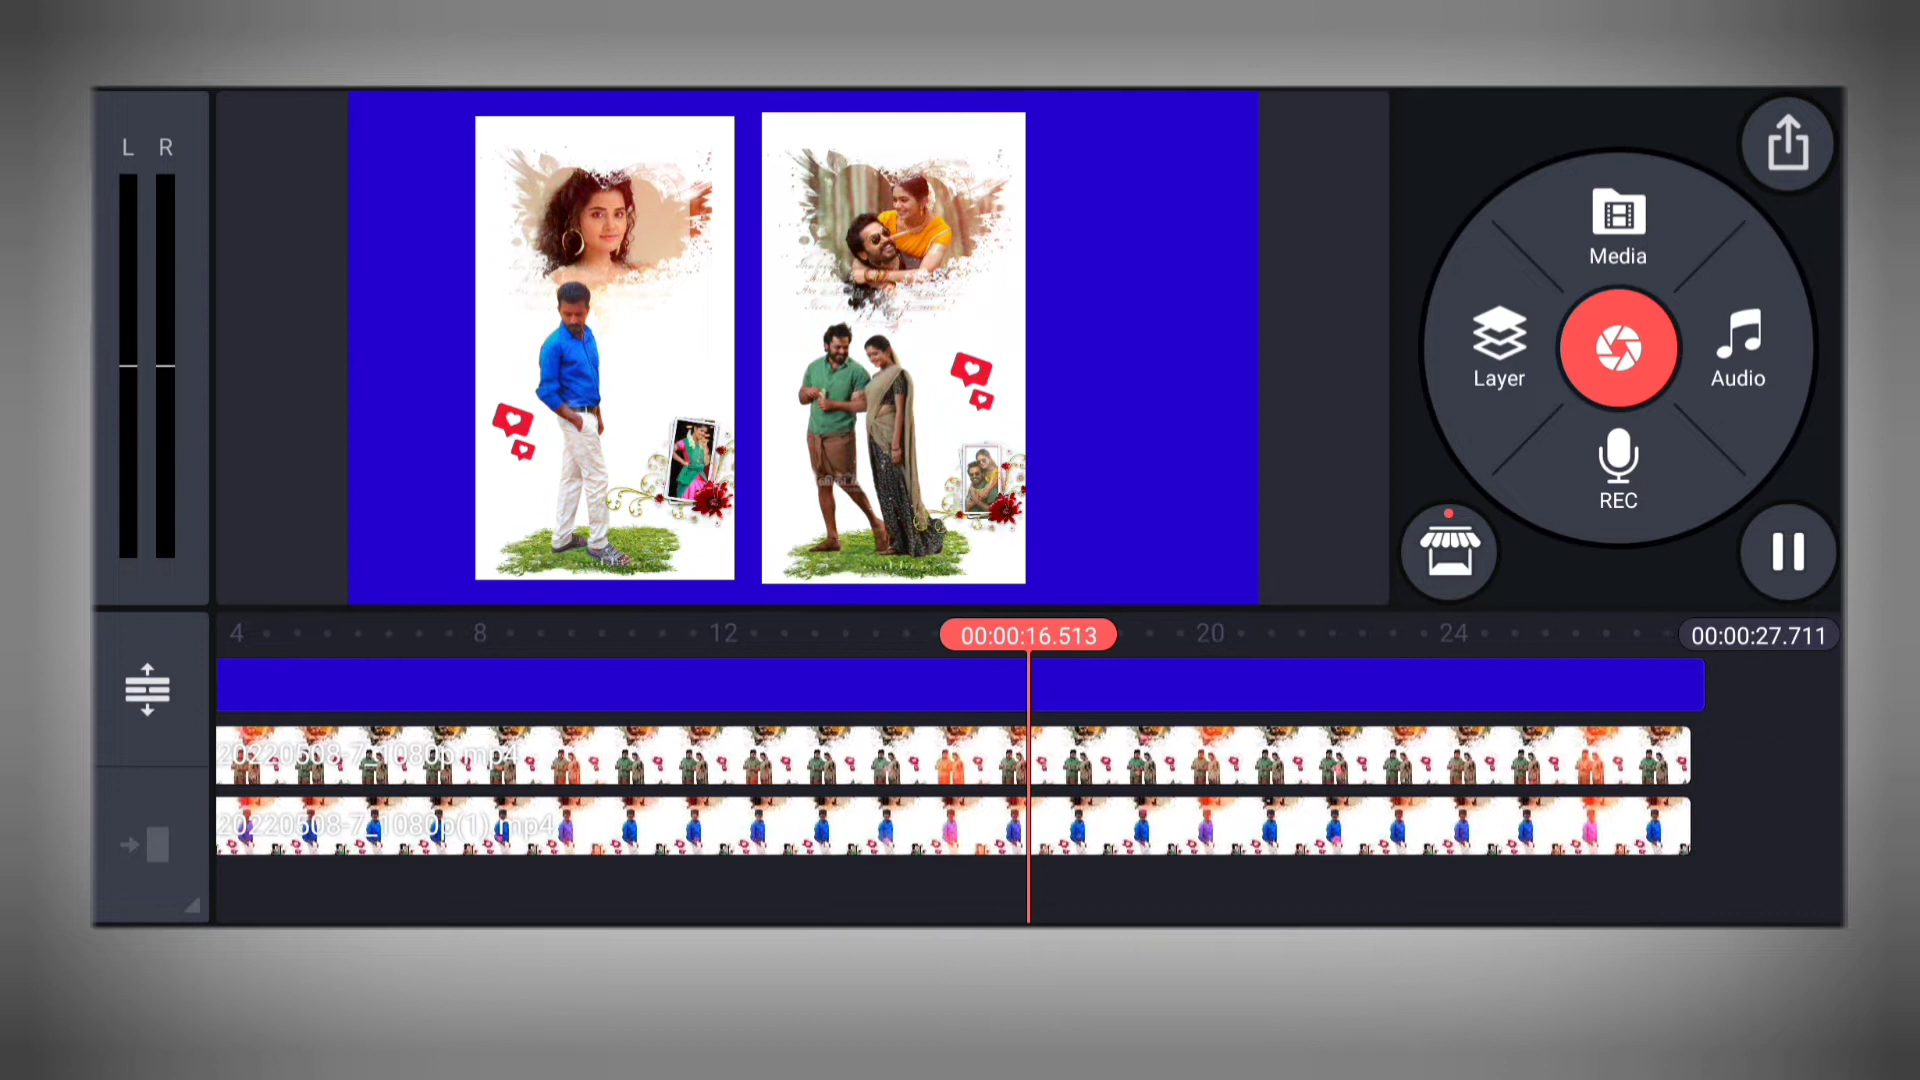 L R
Media
Layer
Audio
REC
4 8 12 00:00:16.513 20 24 00:00:27.711
20220508-7_1080p.mp4
20220508-7_1080p(1).mp4